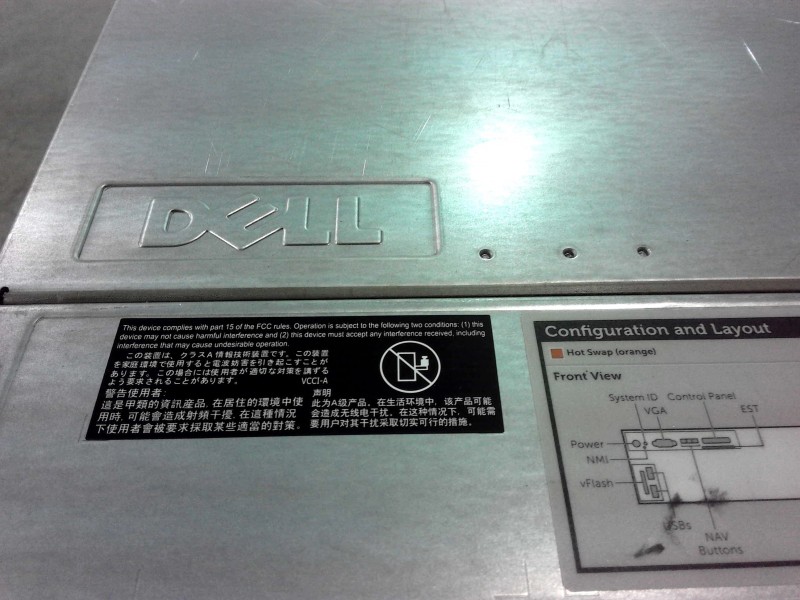 DELL
This device complies with part 15 of the FCC rules. Operation is subject to the following two conditions: (1) this
device may not cause harmful interference and (2) this device must accept any interference received, including
interference that may cause undesirable operation.
この装置は、クラスA情報技術装置です。この装置
を家庭環境で使用すると電波妨害を引き起こすことが
あります。この場合には使用者が適切な対策を講ずる
よう要求されることがあります。 VCCI-A
警告使用者:
這是甲類的資訊産品, 在居住的環境中使
用時, 可能會造成射頻干擾, 在這種情況
下使用者會被要求採取某些適當的對策。
声明
此为A级产品, 在生活环境中, 该产品可能
会造成无线电干扰。在这种情况下, 可能需
要用户对其干扰采取切实可行的措施。
Configuration and Layout
Hot Swap (orange)
Front View
System ID
Control Panel
VGA
EST
Power
NMI
vFlash
USBs
NAV
Buttons